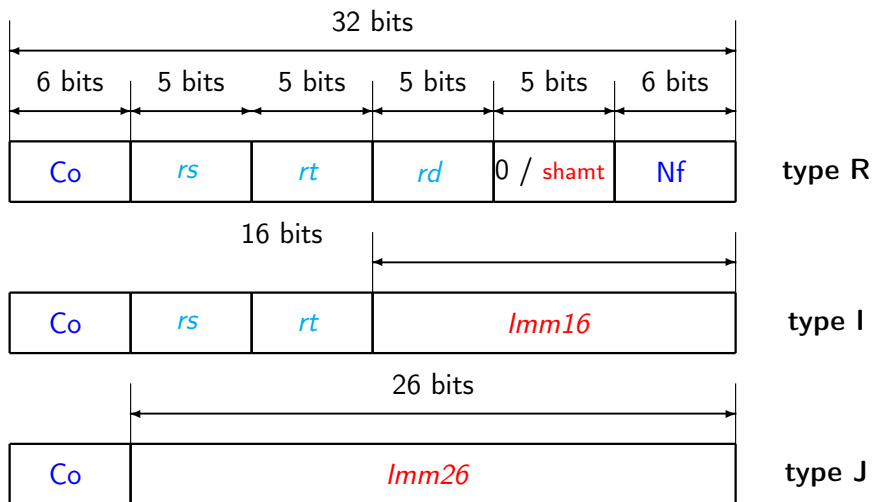 32 bits
6 bits 5 bits 5 bits 5 bits 5 bits 6 bits
Co rs rt rd 0 / shamt Nf type R
16 bits
Co rs rt Imm16 type I
26 bits
Co Imm26 type J